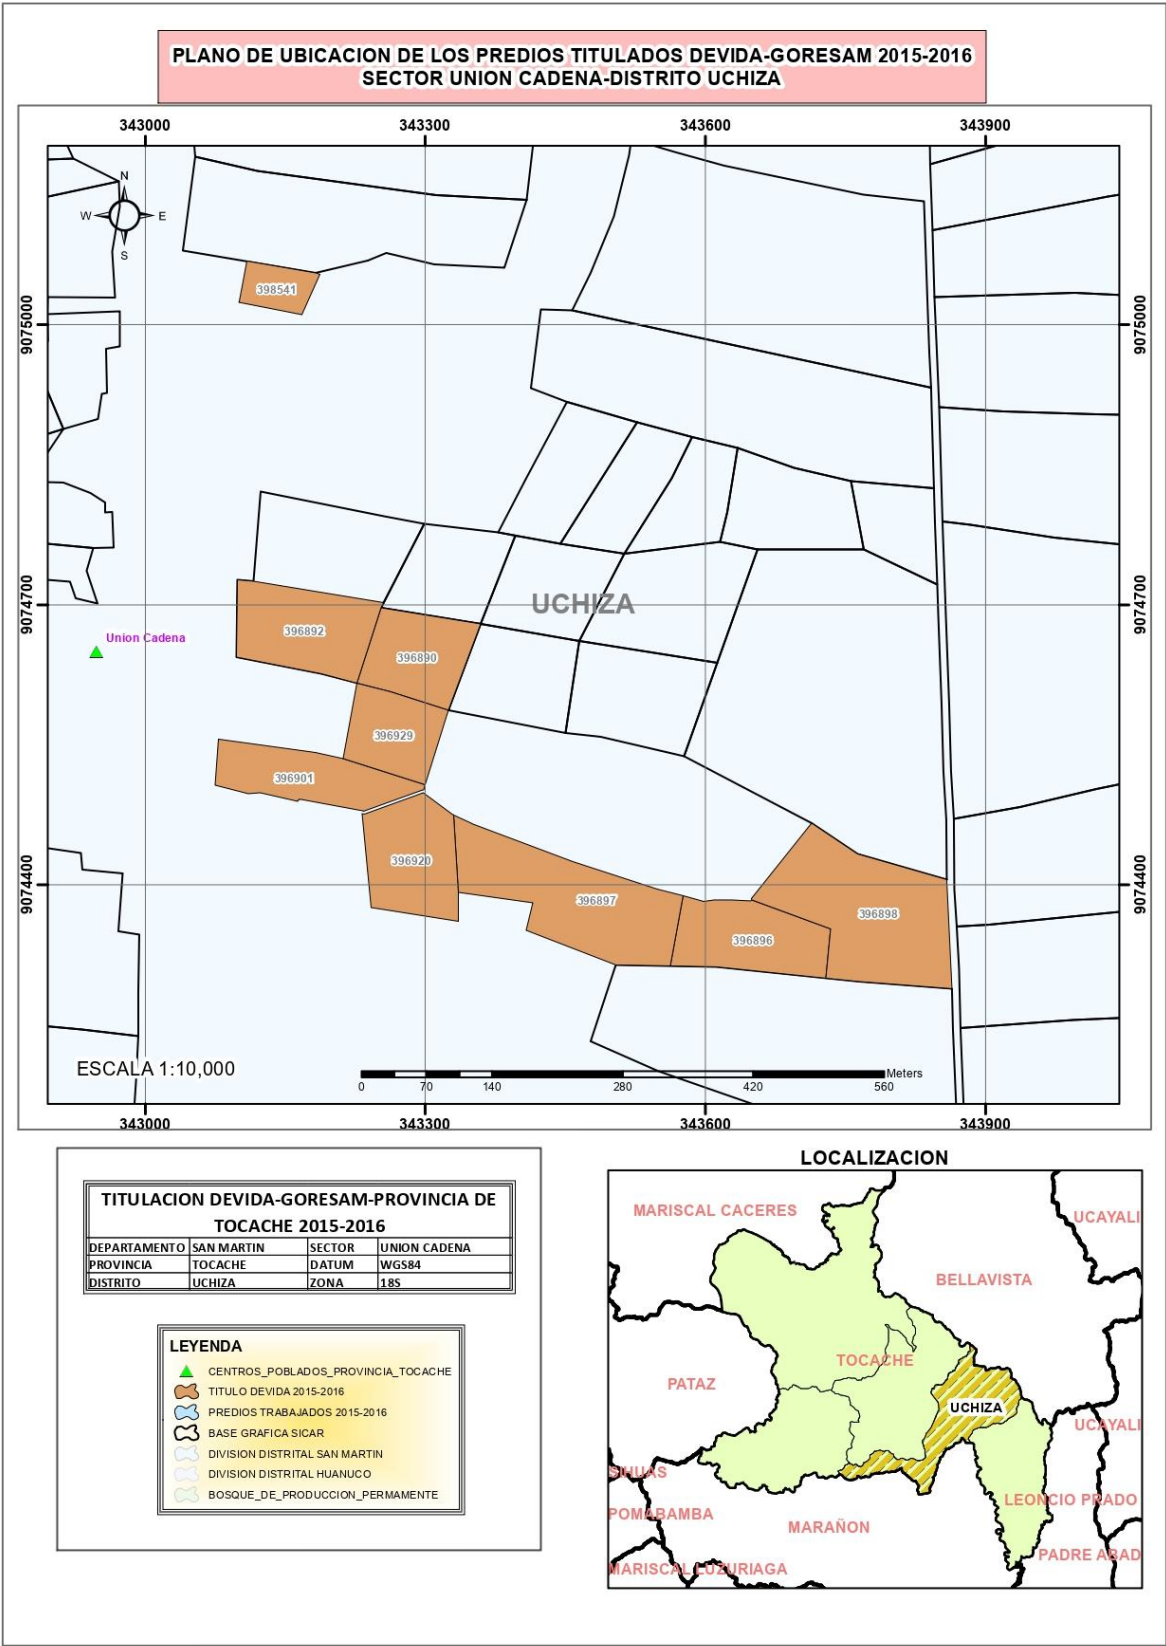 PLANO DE UBICACION DE LOS PREDIOS TITULADOS DEVIDA-GORESAM 2015-2016
SECTOR UNION CADENA-DISTRITO UCHIZA
343000 343300 343600 343900
N
W E
S
398541
9075000 9075000
9074700 UCHIZA 9074700
396892
Union Cadena
396890
396929
396901
396920
9074400 9074400
396897
396898
396896
ESCALA 1:10,000
Meters
0 70 140 280 420 560
343000 343300 343600 343900
TITULACION DEVIDA-GORESAM-PROVINCIA DE
TOCACHE 2015-2016
DEPARTAMENTO SAN MARTIN SECTOR UNION CADENA
PROVINCIA TOCACHE DATUM WGS84
DISTRITO UCHIZA ZONA 18S
LEYENDA
CENTROS_POBLADOS_PROVINCIA_TOCACHE
TITULO DEVIDA 2015-2016
PREDIOS TRABAJADOS 2015-2016
BASE GRAFICA SICAR
DIVISION DISTRITAL SAN MARTIN
DIVISION DISTRITAL HUANUCO
BOSQUE_DE_PRODUCCION_PERMAMENTE
LOCALIZACION
MARISCAL CACERES
UCAYALI
BELLAVISTA
TOCACHE
PATAZ
UCHIZA
UCAYALI
SIHUAS
LEONCIO PRADO
POMABAMBA
MARAÑON
PADRE ABAD
MARISCAL LUZURIAGA